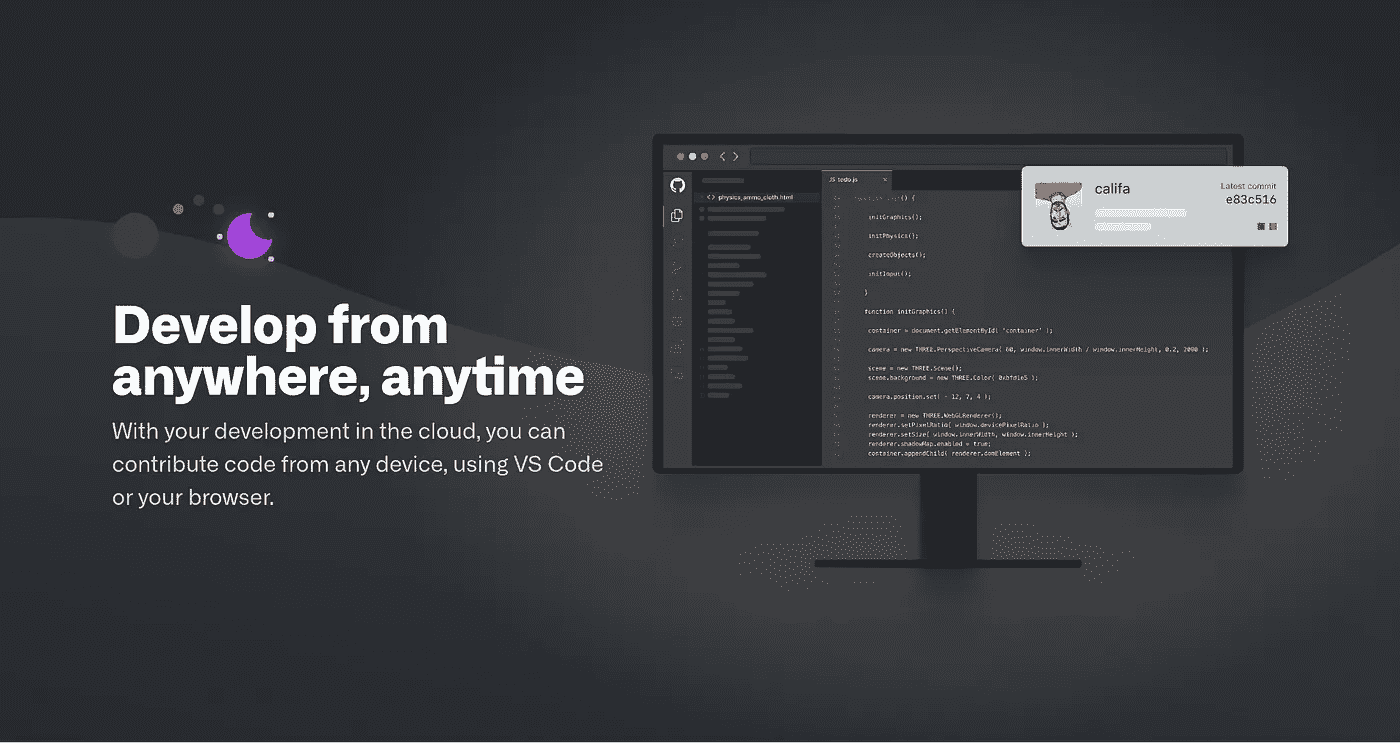 Develop from
anywhere, anytime
With your development in the cloud, you can
contribute code from any device, using VS Code
or your browser.
physics_ammo_cloth.html
JS todo.js ×
califa
Latest commit
e83c516
() {
initGraphics();
initPhysics();
createObjects();
initInput();
}
function initGraphics() {
container = document.getElementById( 'container' );
camera = new THREE.PerspectiveCamera( 60, window.innerWidth / window.innerHeight, 0.2, 2000 );
scene = new THREE.Scene();
scene.background = new THREE.Color( 0xbfd1e5 );
camera.position.set( - 12, 7, 4 );
renderer = new THREE.WebGLRenderer();
renderer.setPixelRatio( window.devicePixelRatio );
renderer.setSize( window.innerWidth, window.innerHeight );
renderer.shadowMap.enabled = true;
container.appendChild( renderer.domElement );